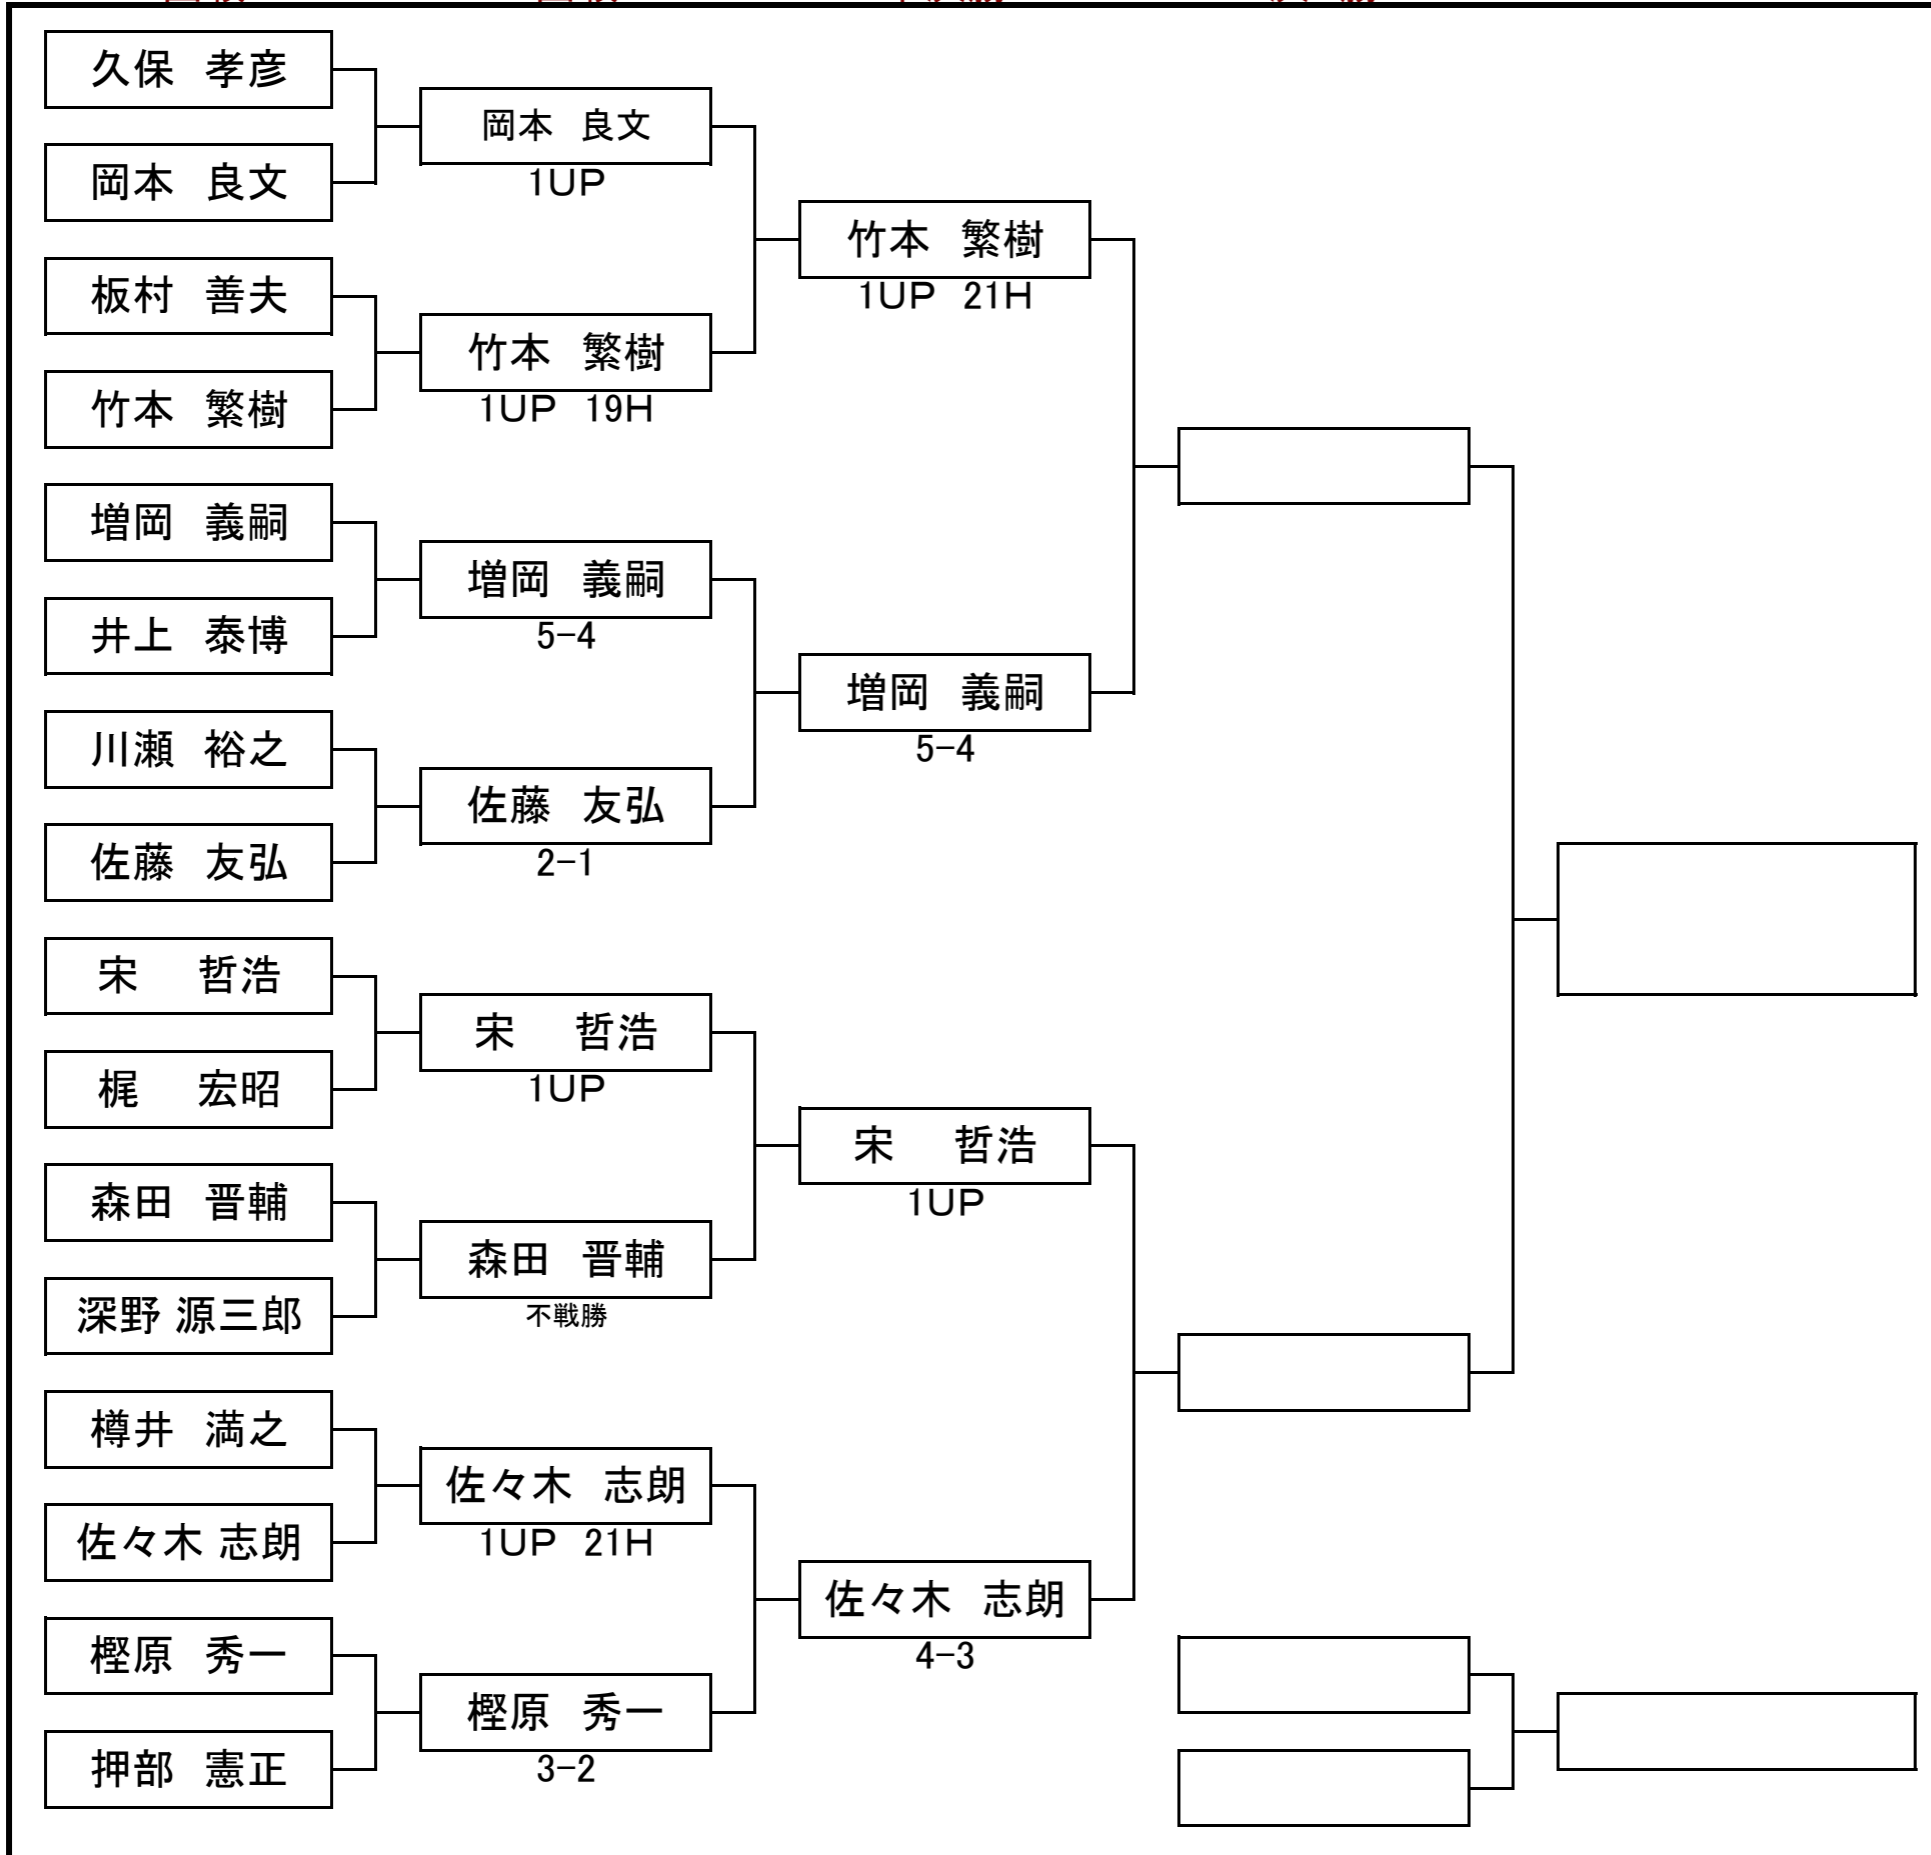 久保 孝彦
岡本 良文
板村 善夫
竹本 繁樹
増岡 義嗣
井上 泰博
川瀬 裕之
佐藤 友弘
宋 哲浩
梶 宏昭
森田 晋輔
深野 源三郎
樽井 満之
佐々木 志朗
樫原 秀一
押部 憲正
岡本 良文
1UP
竹本 繁樹
1UP 19H
増岡 義嗣
5-4
佐藤 友弘
2-1
宋 哲浩
1UP
森田 晋輔
不戦勝
佐々木 志朗
1UP 21H
樫原 秀一
3-2
竹本 繁樹
1UP 21H
増岡 義嗣
5-4
宋 哲浩
1UP
佐々木 志朗
4-3